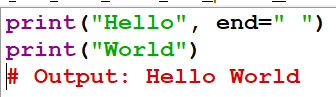 print("Hello", end=" ")
print("World")
# Output: Hello World